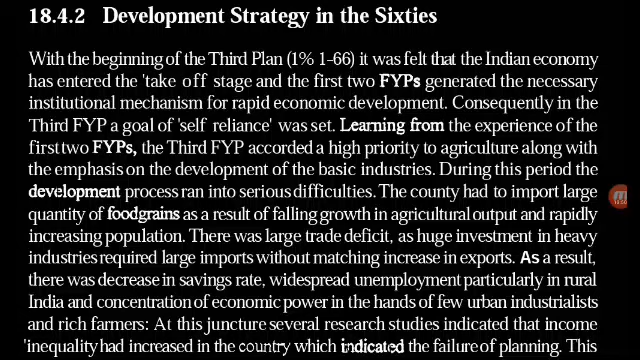 18.4.2 Development Strategy in the Sixties
With the beginning of the Third Plan (1% 1-66) it was felt that the Indian economy
has entered the 'take off stage and the first two FYPs generated the necessary
institutional mechanism for rapid economic development. Consequently in the
Third FYP a goal of 'self reliance' was set. Learning from the experience of the
first two FYPs, the Third FYP accorded a high priority to agriculture along with
the emphasis on the development of the basic industries. During this period the
development process ran into serious difficulties. The county had to import large
quantity of foodgrains as a result of falling growth in agricultural output and rapidly
increasing population. There was large trade deficit, as huge investment in heavy
industries required large imports without matching increase in exports. As a result,
there was decrease in savings rate, widespread unemployment particularly in rural
India and concentration of economic power in the hands of few urban industrialists
and rich farmers: At this juncture several research studies indicated that income
'inequality had increased in the country which indicated the failure of planning. This